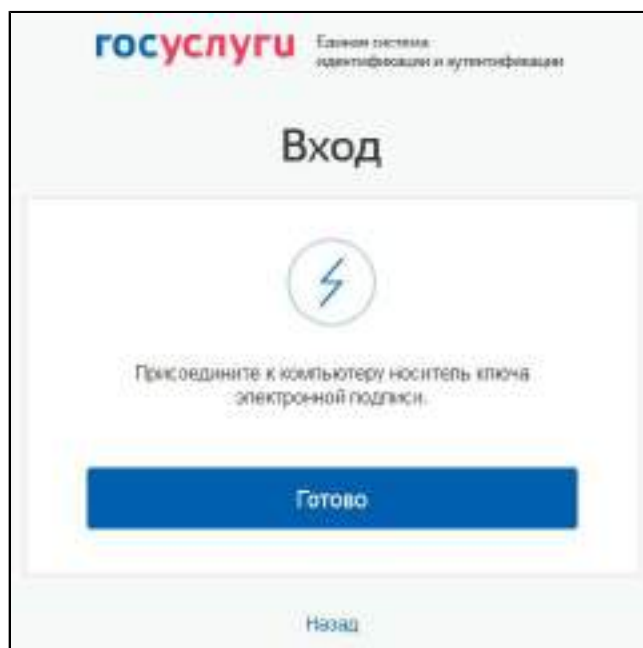 госуслуги
Единая система
идентификации и аутентификации
Вход
Присоедините к компьютеру носитель ключа
электронной подписи.
Готово
Назад